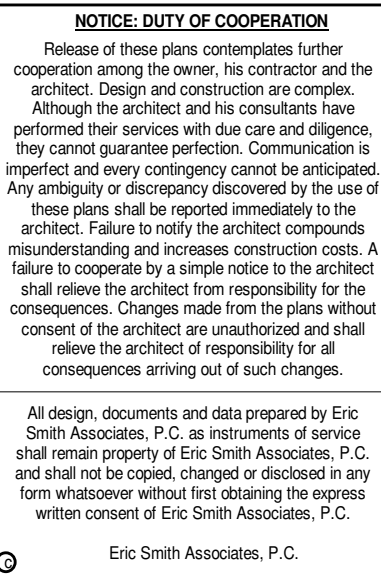 NOTICE: DUTY OF COOPERATION
Release of these plans contemplates further
cooperation among the owner, his contractor and the
architect. Design and construction are complex.
Although the architect and his consultants have
performed their services with due care and diligence,
they cannot guarantee perfection. Communication is
imperfect and every contingency cannot be anticipated.
Any ambiguity or discrepancy discovered by the use of
these plans shall be reported immediately to the
architect. Failure to notify the architect compounds
misunderstanding and increases construction costs. A
failure to cooperate by a simple notice to the architect
shall relieve the architect from responsibility for the
consequences. Changes made from the plans without
consent of the architect are unauthorized and shall
relieve the architect of responsibility for all
consequences arriving out of such changes.
All design, documents and data prepared by Eric
Smith Associates, P.C. as instruments of service
shall remain property of Eric Smith Associates, P.C.
and shall not be copied, changed or disclosed in any
form whatsoever without first obtaining the express
written consent of Eric Smith Associates, P.C.
© Eric Smith Associates, P.C.